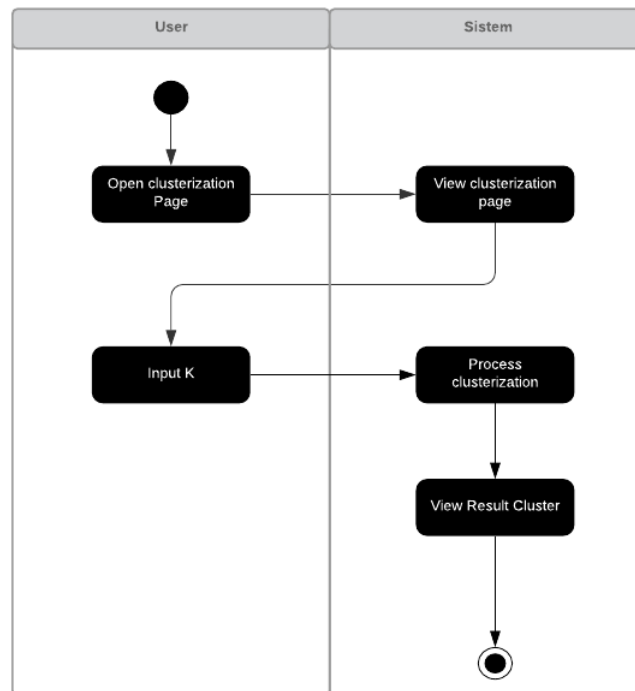 User
Sistem
Open clusterization
Page
View clusterization
page
Input K
Process
clusterization
View Result Cluster